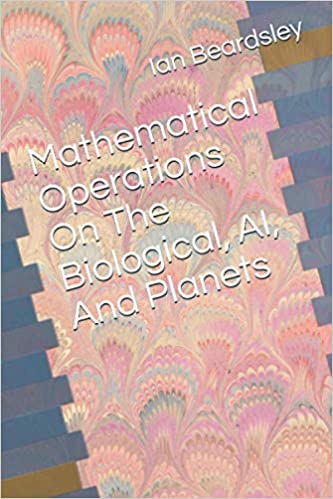 Ian Beardsley
Mathematical
Operations
On The
Biological, AI,
And Planets